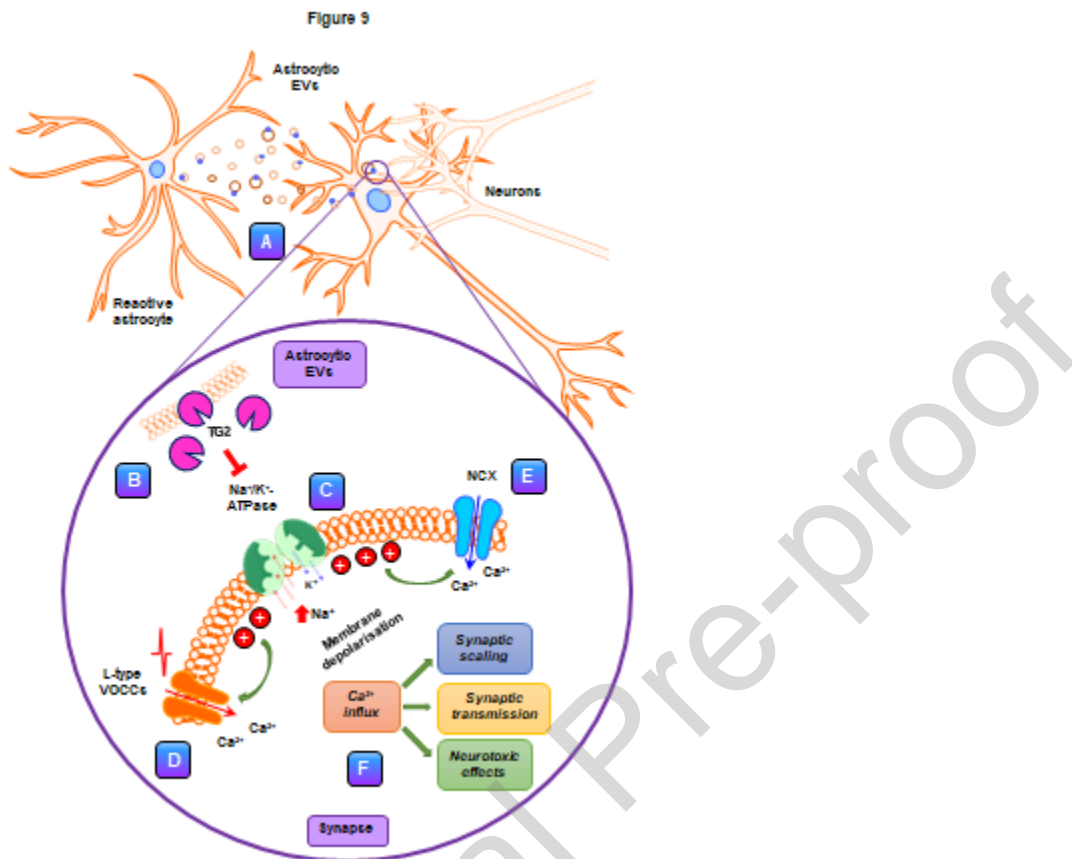 Figure 9
Astrocytic
EVs
Neurons
A
Reactive
astrocyte
Astrocytic
EVs
TG2
B
Na⁺/K⁺-
ATPase
C
NCX
E
Ca²⁺ Ca²⁺
K⁺
+ + +
Na⁺
+ +
Membrane
depolarisation
L-type
VOCCs
Ca²⁺ Ca²⁺
D
Ca²⁺
influx
Synaptic
scaling
Synaptic
transmission
Neurotoxic
effects
F
Synapse
al Pre-proof